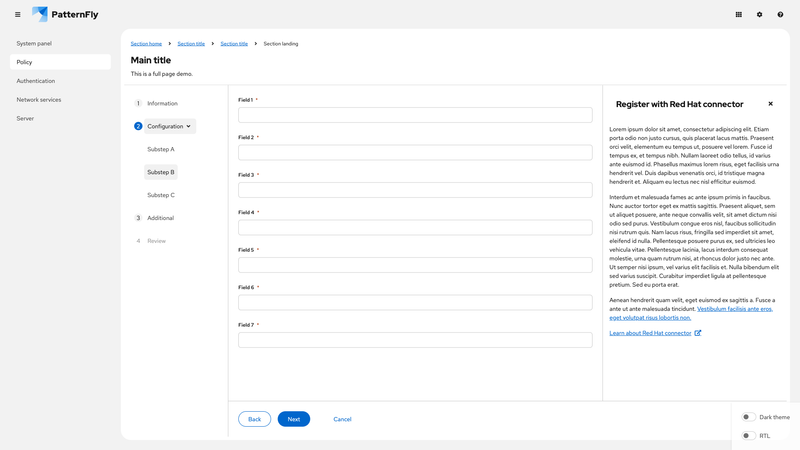 PatternFly
System panel
Policy
Authentication
Network services
Server
Section home
Section title
Section title
Section landing
Main title
This is a full page demo.
1 Information
2 Configuration
Substep A
Substep B
Substep C
3 Additional
4 Review
Field 1 *
Field 2 *
Field 3 *
Field 4 *
Field 5 *
Field 6 *
Field 7 *
Back
Next
Cancel
Register with Red Hat connector
Lorem ipsum dolor sit amet, consectetur adipiscing elit. Etiam
porta odio non justo cursus, quis placerat lacus mattis. Praesent
orci velit, elementum eu tempus ut, posuere vel lorem. Fusce id
tempus ex, et tempus nibh. Nullam laoreet odio tellus, id varius
ante euismod id. Phasellus maximus lorem risus, eget facilisis urna
hendrerit vel. Duis dapibus venenatis orci, id tristique magna
hendrerit et. Aliquam eu lectus nec nisl efficitur euismod.
Interdum et malesuada fames ac ante ipsum primis in faucibus.
Nunc auctor tortor eget ex mattis sagittis. Praesent aliquet, sem
ut aliquet posuere, ante neque convallis velit, sit amet dictum nisi
odio sed purus. Vestibulum congue eros nisl, faucibus sollicitudin
nisi rutrum quis. Nam lacus risus, fringilla sed imperdiet sit amet,
eleifend id nulla. Pellentesque posuere purus ex, sed ultricies leo
vehicula vitae. Pellentesque lacinia, lacus interdum consequat
molestie, urna quam rutrum nisi, at rhoncus dolor justo nec ante.
Ut semper nisi ipsum, vel varius elit facilisis et. Nulla bibendum elit
sed varius suscipit. Curabitur imperdiet ligula at pellentesque
pretium. Sed eu porta erat.
Aenean hendrerit quam velit, eget euismod ex sagittis a. Fusce a
ante ut ante malesuada tincidunt. Vestibulum facilisis ante eros,
eget volutpat risus lobortis non.
Learn about Red Hat connector
Dark theme
RTL